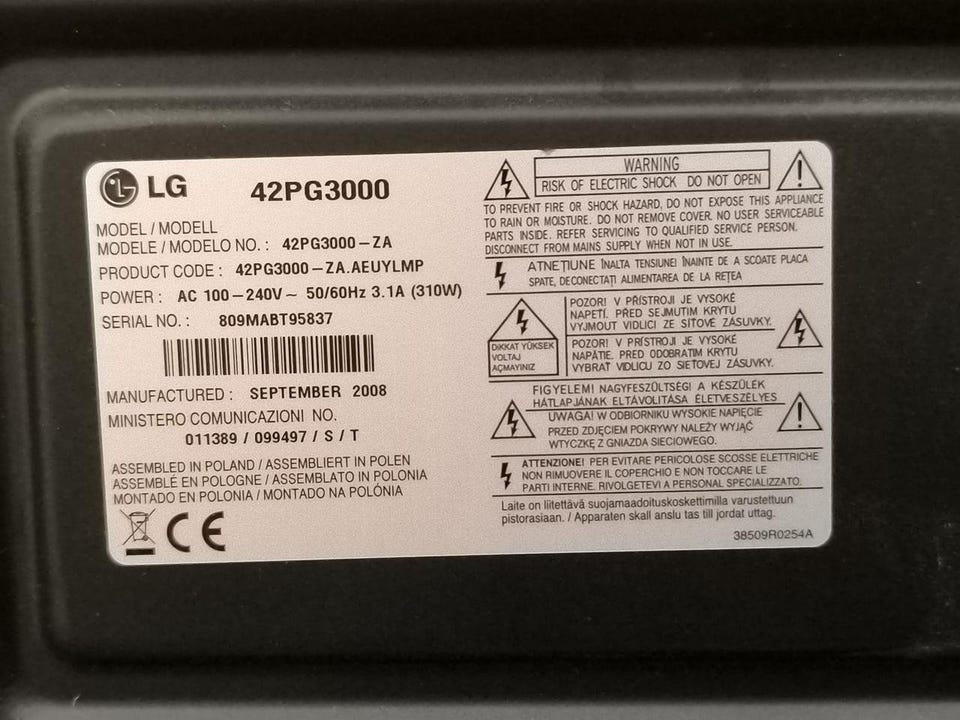 LG 42PG3000
MODEL / MODELL
MODELE / MODELO NO. : 42PG3000-ZA
PRODUCT CODE : 42PG3000-ZA.AEUYLMP
POWER : AC 100-240V~ 50/60Hz 3.1A (310W)
SERIAL NO. : 809MABT95837
MANUFACTURED : SEPTEMBER 2008
MINISTERO COMUNICAZIONI NO.
011389 / 099497 / S / T
ASSEMBLED IN POLAND / ASSEMBLIERT IN POLEN
ASSEMBLÉ EN POLOGNE / ASSEMBLATO IN POLONIA
MONTADO EN POLONIA / MONTADO NA POLÓNIA
CE
WARNING
RISK OF ELECTRIC SHOCK DO NOT OPEN
TO PREVENT FIRE OR SHOCK HAZARD, DO NOT EXPOSE THIS APPLIANCE
TO RAIN OR MOISTURE. DO NOT REMOVE COVER. NO USER SERVICEABLE
PARTS INSIDE. REFER SERVICING TO QUALIFIED SERVICE PERSON.
DISCONNECT FROM MAINS SUPPLY WHEN NOT IN USE.
ATNEŢIUNE ÎNALTA TENSIUNE! ÎNAINTE DE A SCOATE PLACA
SPATE, DECONECTAŢI ALIMENTAREA DE LA REŢEA
DiKKAT YÜKSEK
VOLTAJ
AÇMAYINIZ
POZOR! V PŘÍSTROJI JE VYSOKÉ
NAPĚTÍ. PŘED SEJMUTIM KRYTU
VYJMOUT VIDLICI ZE SÍŤOVÉ ZÁSUVKY.
POZOR! V PRÍSTROJI JE VYSOKÉ
NAPÄTIE. PRED ODOBRATIM KRYTU
VYBRAT VIDLICU ZO SIEŤOVEJ ZÁSUVKY.
FIGYELEM! NAGYFESZÜLTSÉGI A KÉSZÜLÉK
HÁTLAPJÁNAK ELTÁVOLÍTÁSA ÉLETVESZÉLYES
UWAGA! W ODBIORNIKU WYSOKIE NAPIĘCIE
PRZED ZDJĘCIEM POKRYWY NALEŻY WYJĄĆ
WTYCZKĘ Z GNIAZDA SIECIOWEGO.
ATTENZIONE! PER EVITARE PERICOLOSE SCOSSE ELETTRICHE
NON RIMUOVERE IL COPERCHIO E NON TOCCARE LE
PARTI INTERNE. RIVOLGETEVI A PERSONAL SPECIALIZZATO.
Laite on liitettävä suojamaadoituskoskettimilla varustettuun
pistorasiaan. / Apparaten skall anslu tas till jordat uttag.
38509R0254A